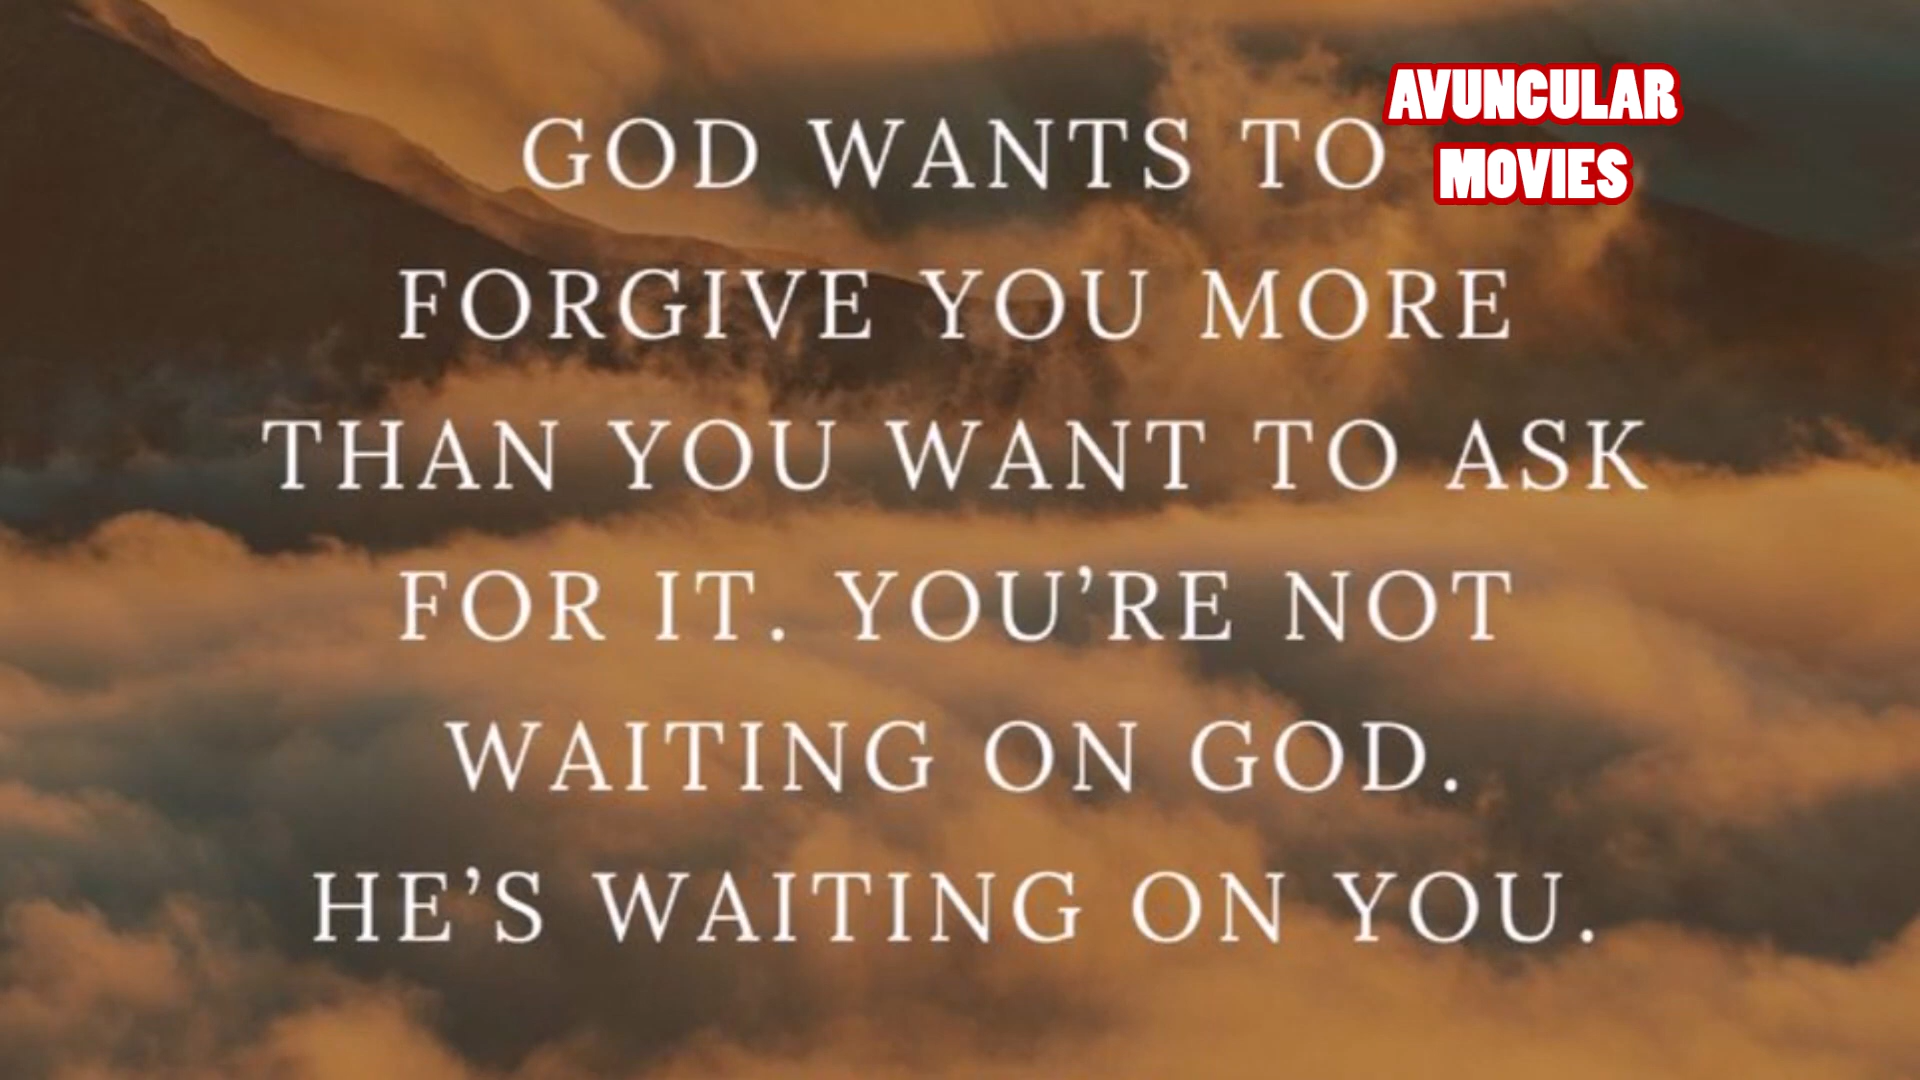 AVUNCULAR
MOVIES
GOD WANTS TO
FORGIVE YOU MORE
THAN YOU WANT TO ASK
FOR IT. YOU’RE NOT
WAITING ON GOD.
HE’S WAITING ON YOU.